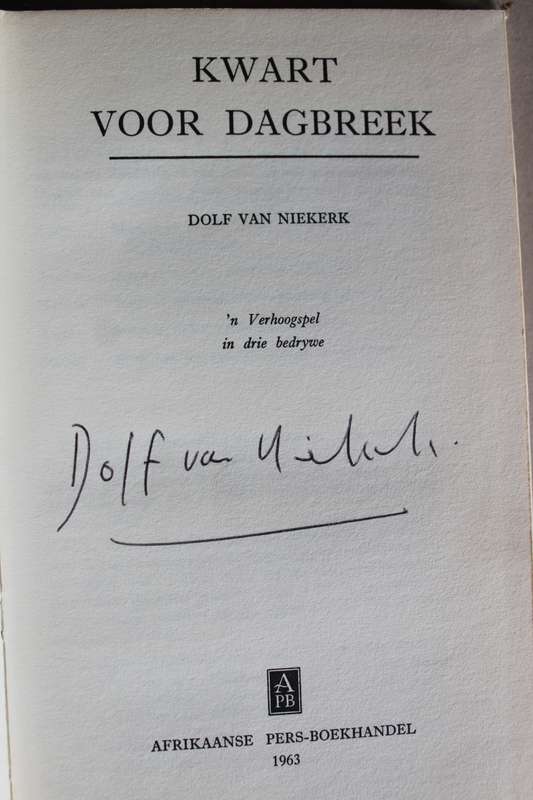 KWART
VOOR DAGBREEK
DOLF VAN NIEKERK
'n Verhoogspel
in drie bedrywe
Dolf van Niekerk.
A
PB
AFRIKAANSE PERS-BOEKHANDEL
1963